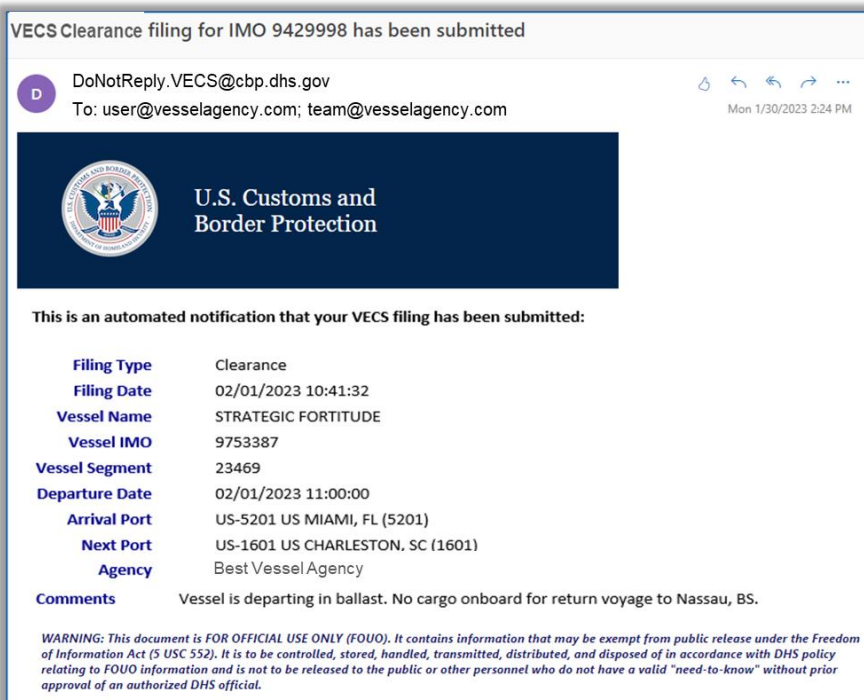 VECS Clearance filing for IMO 9429998 has been submitted
D
DoNotReply.VECS@cbp.dhs.gov
To: user@vesselagency.com; team@vesselagency.com
Mon 1/30/2023 2:24 PM
U.S. CUSTOMS AND BORDER PROTECTION
DEPARTMENT OF HOMELAND SECURITY
U.S. Customs and
Border Protection
This is an automated notification that your VECS filing has been submitted:
Filing Type Clearance
Filing Date 02/01/2023 10:41:32
Vessel Name STRATEGIC FORTITUDE
Vessel IMO 9753387
Vessel Segment 23469
Departure Date 02/01/2023 11:00:00
Arrival Port US-5201 US MIAMI, FL (5201)
Next Port US-1601 US CHARLESTON, SC (1601)
Agency Best Vessel Agency
Comments Vessel is departing in ballast. No cargo onboard for return voyage to Nassau, BS.
WARNING: This document is FOR OFFICIAL USE ONLY (FOUO). It contains information that may be exempt from public release under the Freedom
of Information Act (5 USC 552). It is to be controlled, stored, handled, transmitted, distributed, and disposed of in accordance with DHS policy
relating to FOUO information and is not to be released to the public or other personnel who do not have a valid "need-to-know" without prior
approval of an authorized DHS official.